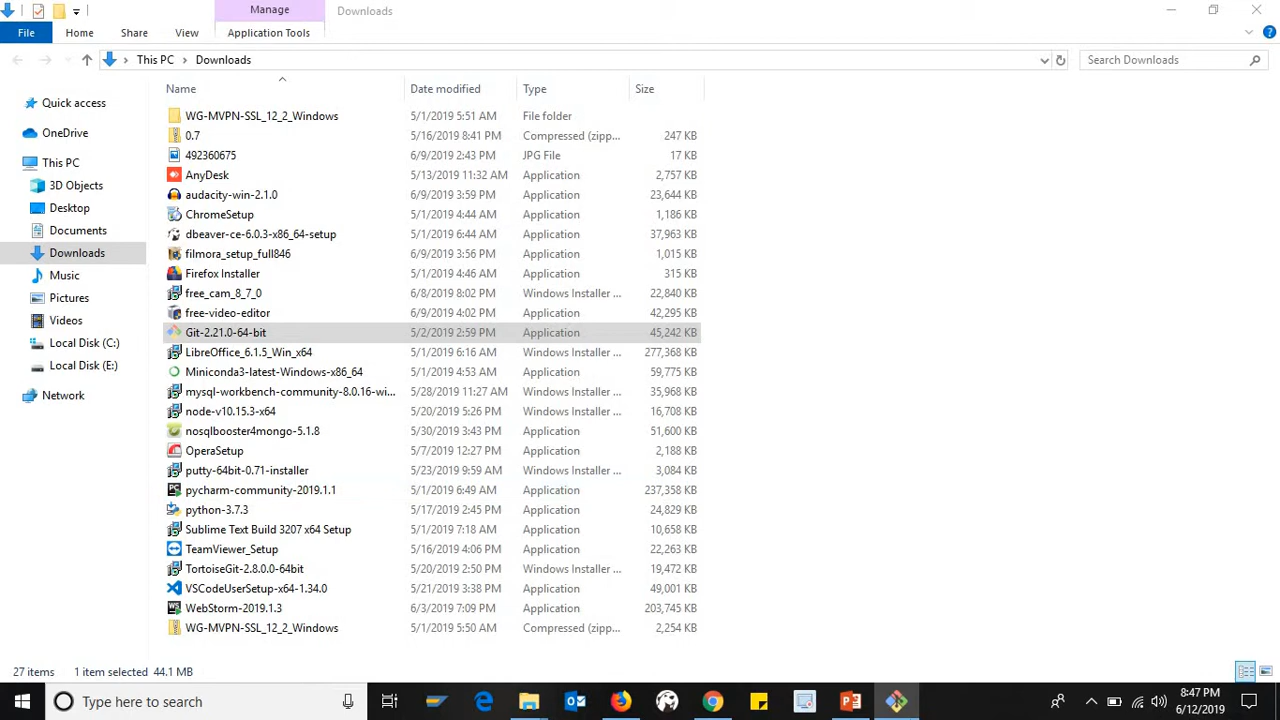 Manage
Downloads
File
Home
Share
View
Application Tools
This PC
Downloads
Search Downloads
Name
Date modified
Type
Size
Quick access
OneDrive
This PC
3D Objects
Desktop
Documents
Downloads
Music
Pictures
Videos
Local Disk (C:)
Local Disk (E:)
Network
WG-MVPN-SSL_12_2_Windows 5/1/2019 5:51 AM File folder
0.7 5/16/2019 8:41 PM Compressed (zipp... 247 KB
492360675 6/9/2019 2:43 PM JPG File 17 KB
AnyDesk 5/13/2019 11:32 AM Application 2,757 KB
audacity-win-2.1.0 6/9/2019 3:59 PM Application 23,644 KB
ChromeSetup 5/1/2019 4:44 AM Application 1,186 KB
dbeaver-ce-6.0.3-x86_64-setup 5/1/2019 6:44 AM Application 37,963 KB
filmora_setup_full846 6/9/2019 3:56 PM Application 1,015 KB
Firefox Installer 5/1/2019 4:46 AM Application 315 KB
free_cam_8_7_0 6/8/2019 8:02 PM Windows Installer ... 22,840 KB
free-video-editor 6/9/2019 4:02 PM Application 42,295 KB
Git-2.21.0-64-bit 5/2/2019 2:59 PM Application 45,242 KB
LibreOffice_6.1.5_Win_x64 5/1/2019 6:16 AM Windows Installer ... 277,368 KB
Miniconda3-latest-Windows-x86_64 5/1/2019 4:53 AM Application 59,775 KB
mysql-workbench-community-8.0.16-wi... 5/28/2019 11:27 AM Windows Installer ... 35,968 KB
node-v10.15.3-x64 5/20/2019 5:26 PM Windows Installer ... 16,708 KB
nosqlbooster4mongo-5.1.8 5/30/2019 3:43 PM Application 51,600 KB
OperaSetup 5/7/2019 12:27 PM Application 2,188 KB
putty-64bit-0.71-installer 5/23/2019 9:59 AM Windows Installer ... 3,084 KB
pycharm-community-2019.1.1 5/1/2019 6:49 AM Application 237,358 KB
python-3.7.3 5/17/2019 2:45 PM Application 24,829 KB
Sublime Text Build 3207 x64 Setup 5/1/2019 7:18 AM Application 10,658 KB
TeamViewer_Setup 5/16/2019 4:06 PM Application 22,263 KB
TortoiseGit-2.8.0.0-64bit 5/20/2019 2:50 PM Windows Installer ... 19,472 KB
VSCodeUserSetup-x64-1.34.0 5/21/2019 3:38 PM Application 49,001 KB
WebStorm-2019.1.3 6/3/2019 7:09 PM Application 203,745 KB
WG-MVPN-SSL_12_2_Windows 5/1/2019 5:50 AM Compressed (zipp... 2,254 KB
27 items 1 item selected 44.1 MB
Type here to search
8:47 PM
6/12/2019